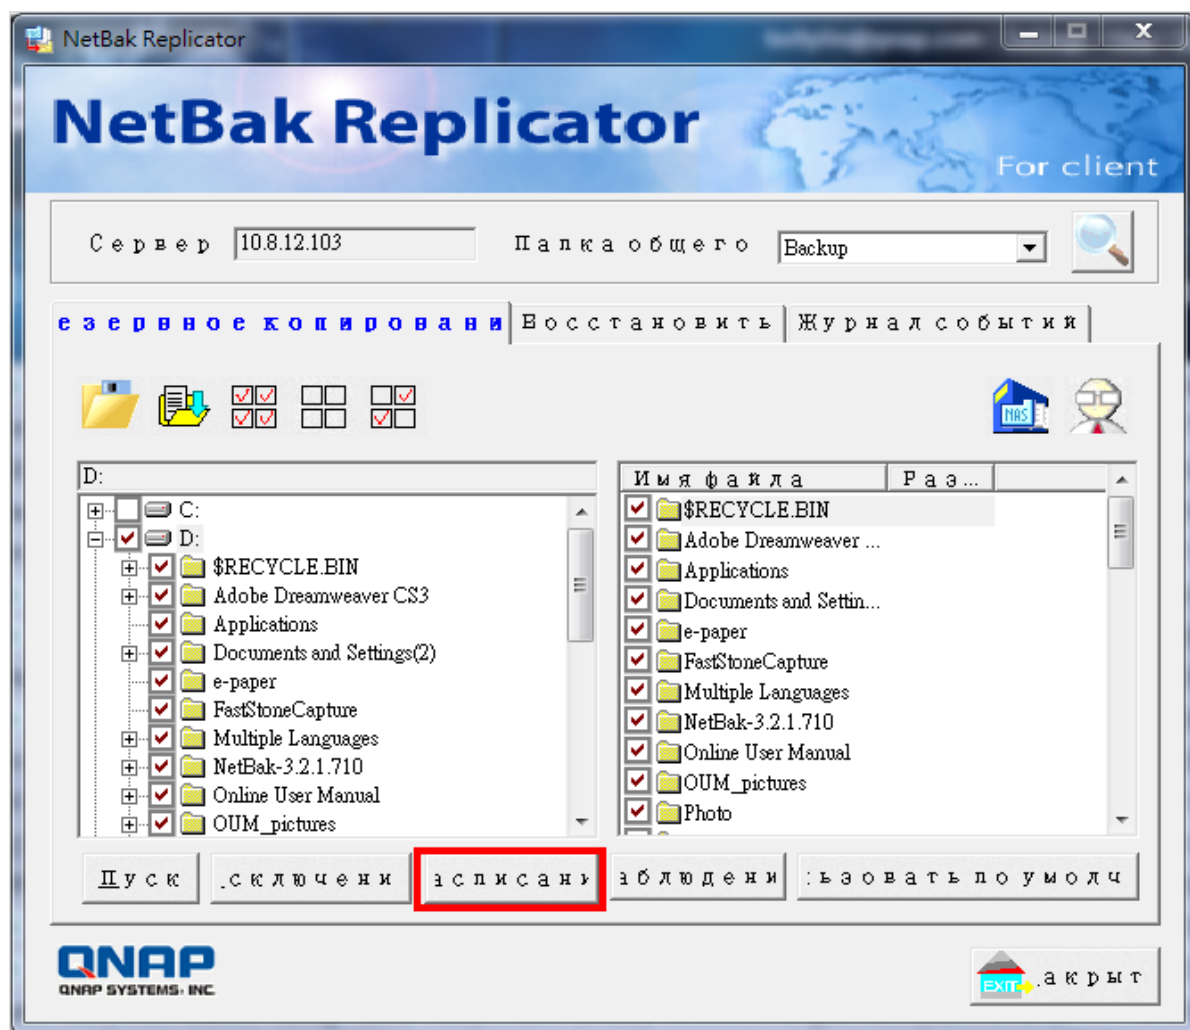 NetBak Replicator
X
NetBak Replicator
For client
Сервер 10.8.12.103 Папка общего Backup
езервное копировани Восстановить Журнал событий
NAS
D: Имя файла Раз...
C:
D:
$RECYCLE.BIN
Adobe Dreamweaver CS3
Applications
Documents and Settings(2)
e-paper
FastStoneCapture
Multiple Languages
NetBak-3.2.1.710
Online User Manual
OUM_pictures
$RECYCLE.BIN
Adobe Dreamweaver ...
Applications
Documents and Settin...
e-paper
FastStoneCapture
Multiple Languages
NetBak-3.2.1.710
Online User Manual
OUM_pictures
Photo
Пуск сключени асписани аблюдени ьзовать по умолч
QNAP
QNAP SYSTEMS, INC.
EXIT акрыт